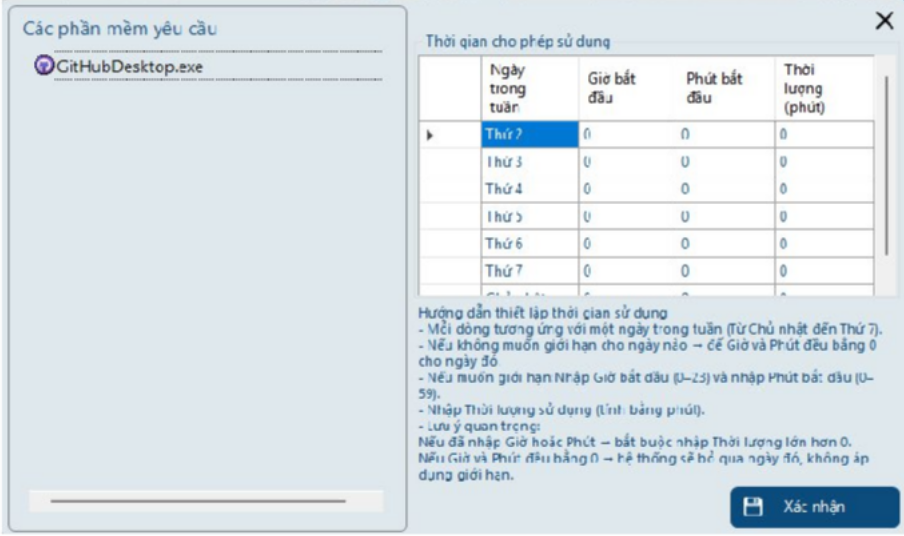 Các phần mềm yêu cầu
GitHubDesktop.exe
Thời gian cho phép sử dụng
Ngày trong tuần Giờ bắt đầu Phút bắt đầu Thời lượng (phút)
Thứ 2 0 0 0
Thứ 3 0 0 0
Thứ 4 0 0 0
Thứ 5 0 0 0
Thứ 6 0 0 0
Thứ 7 0 0 0
Hướng dẫn thiết lập thời gian sử dụng
- Mỗi dòng tương ứng với một ngày trong tuần (Từ Chủ nhật đến Thứ 7).
- Nếu không muốn giới hạn cho ngày nào → để Giờ và Phút đều bằng 0
cho ngày đó
- Nếu muốn giới hạn Nhập Giờ bắt đầu (0–23) và nhập Phút bắt đầu (0–
59).
- Nhập Thời lượng sử dụng (tính bằng phút).
- Lưu ý quan trọng:
Nếu đã nhập Giờ hoặc Phút → bắt buộc nhập Thời lượng lớn hơn 0.
Nếu Giờ và Phút đều bằng 0 → hệ thống sẽ bỏ qua ngày đó, không áp
dụng giới hạn.
Xác nhận